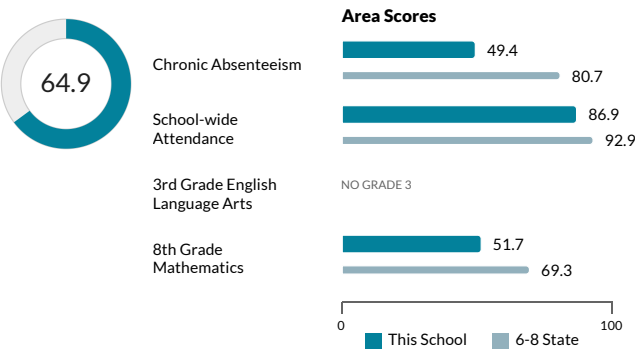 Area Scores
64.9
Chronic Absenteeism
49.4
80.7
School-wide
Attendance
86.9
92.9
3rd Grade English
Language Arts
NO GRADE 3
8th Grade
Mathematics
51.7
69.3
0
100
This School
6-8 State